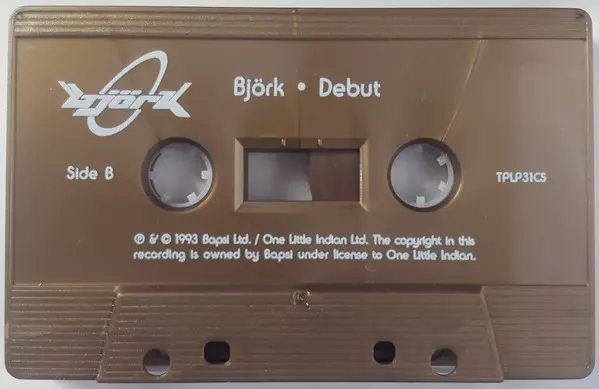 björk
Björk • Debut
Side B
TPLP31CS
℗ & © 1993 Bapsi Ltd. / One Little Indian Ltd. The copyright in this
recording is owned by Bapsi under license to One Little Indian.